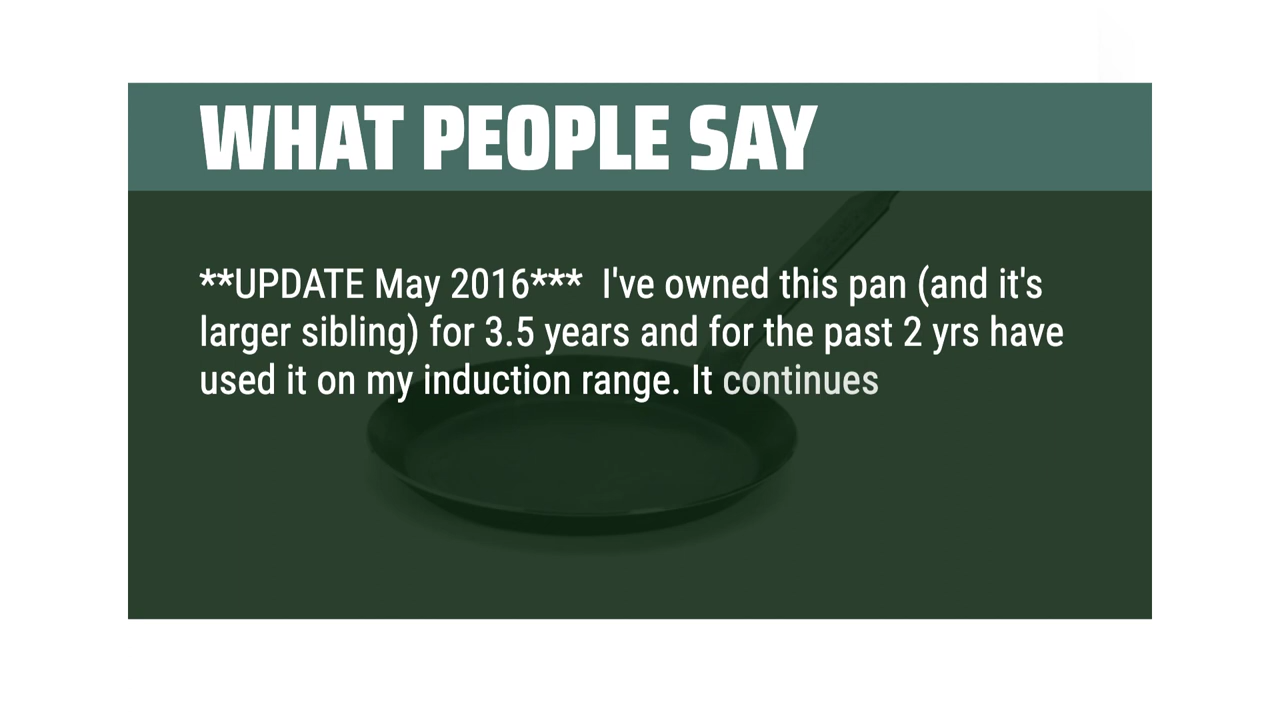 WHAT PEOPLE SAY
**UPDATE May 2016***  I've owned this pan (and it's
larger sibling) for 3.5 years and for the past 2 yrs have
used it on my induction range. It continues